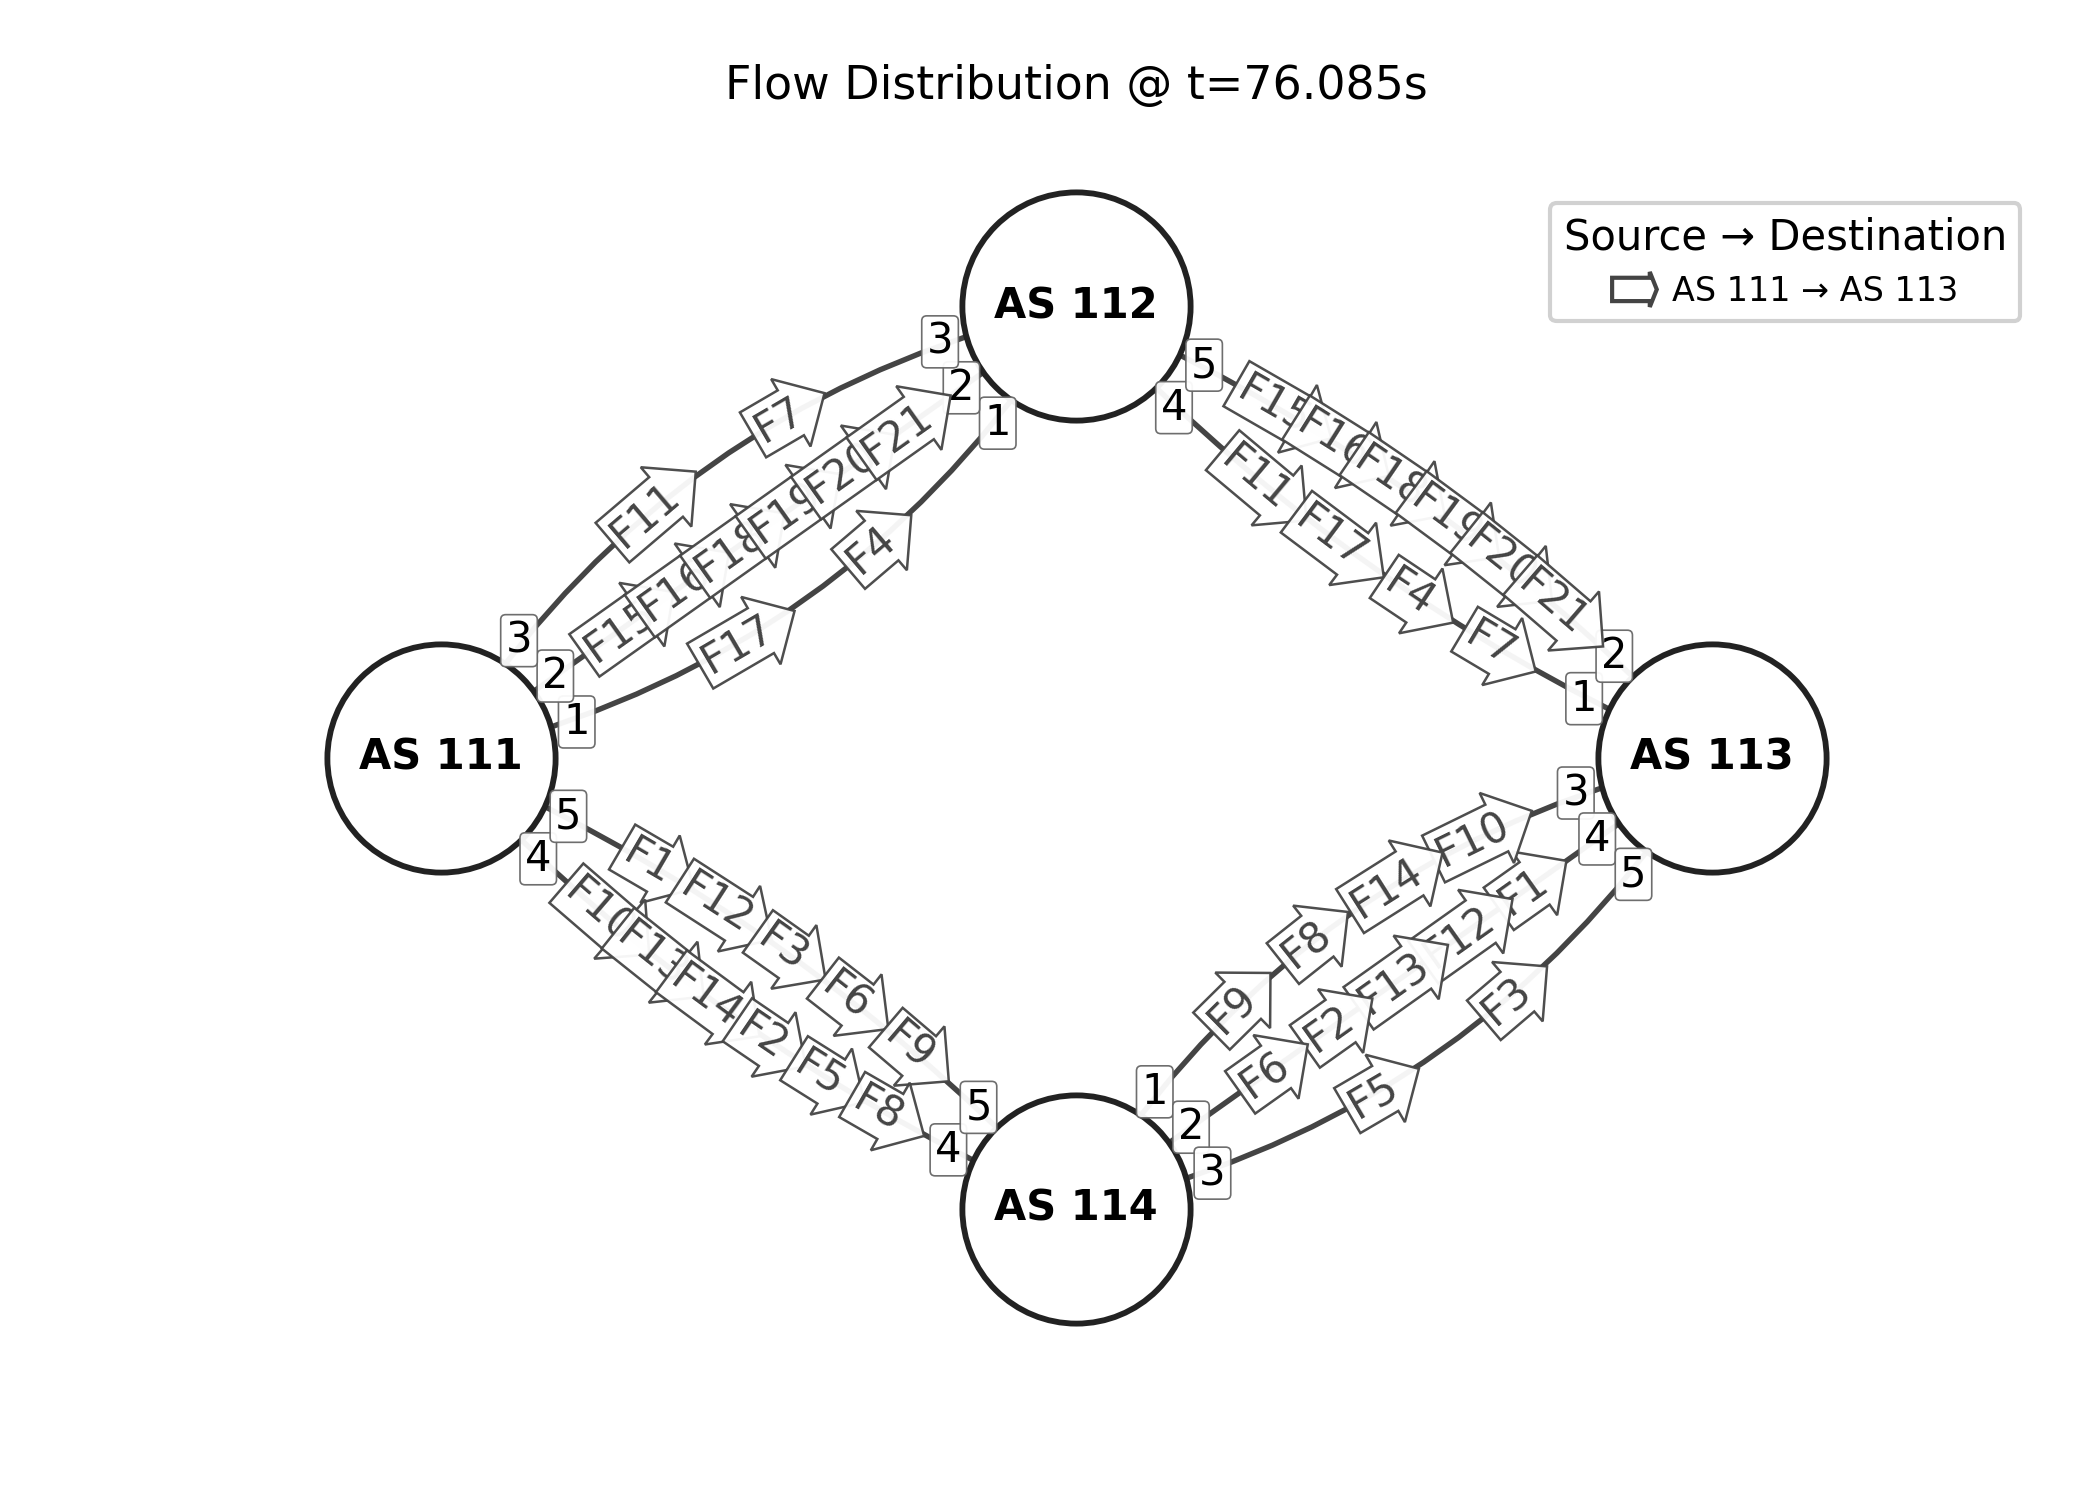 Flow Distribution @ t=76.085s
Source → Destination
AS 111 → AS 113
AS 112
3
2
1
5
4
F7
F11
F21
F20
F19
F18
F16
F15
F4
F17
F15
F16
F18
F19
F20
F21
F11
F17
F4
F7
3
2
1
2
1
AS 111
AS 113
5
4
3
4
5
F1
F12
F3
F6
F9
F10
F13
F14
F2
F5
F8
F10
F14
F8
F9
F1
F12
F13
F2
F6
F3
F5
5
4
1
2
3
AS 114